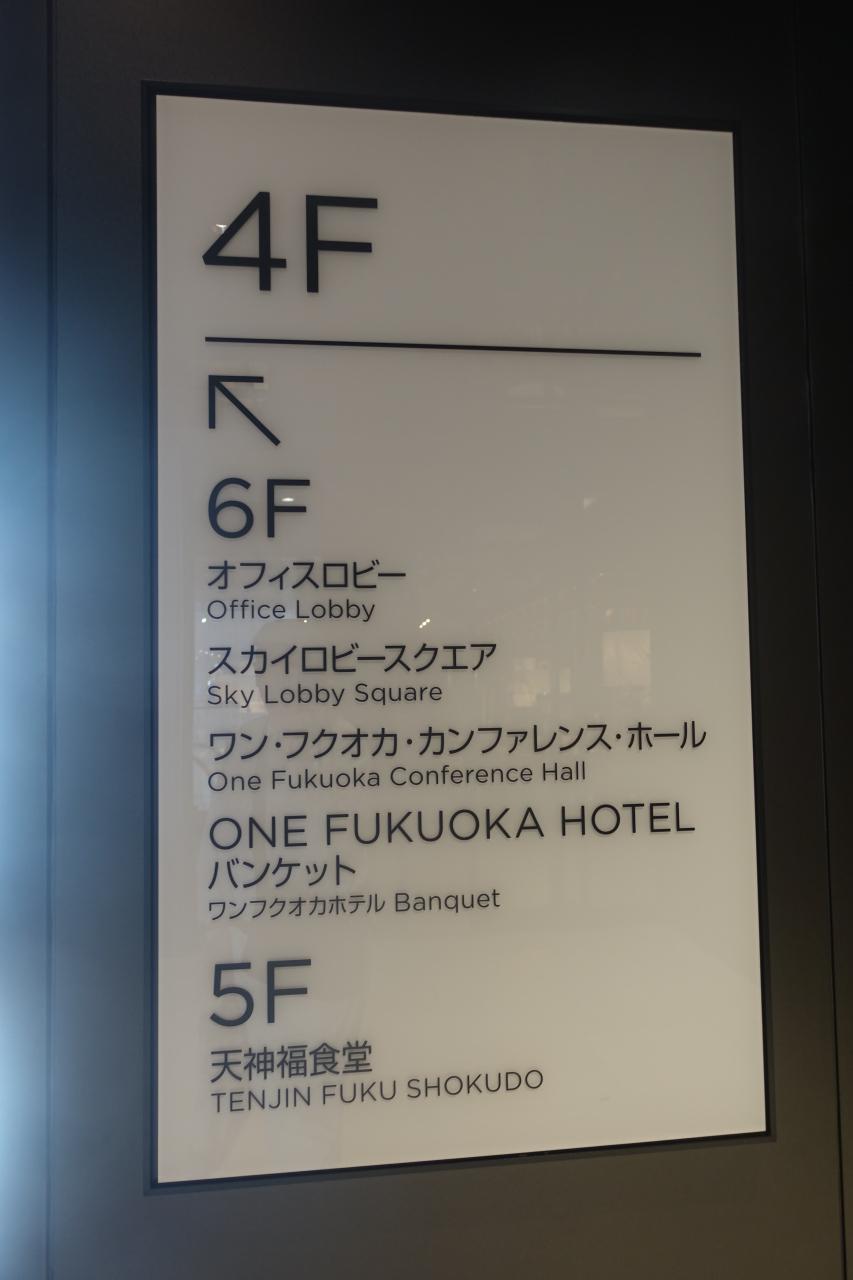 4F
6F
オフィスロビー
Office Lobby
スカイロビースクエア
Sky Lobby Square
ワン・フクオカ・カンファレンス・ホール
One Fukuoka Conference Hall
ONE FUKUOKA HOTEL
バンケット
ワンフクオカホテル Banquet
5F
天神福食堂
TENJIN FUKU SHOKUDO